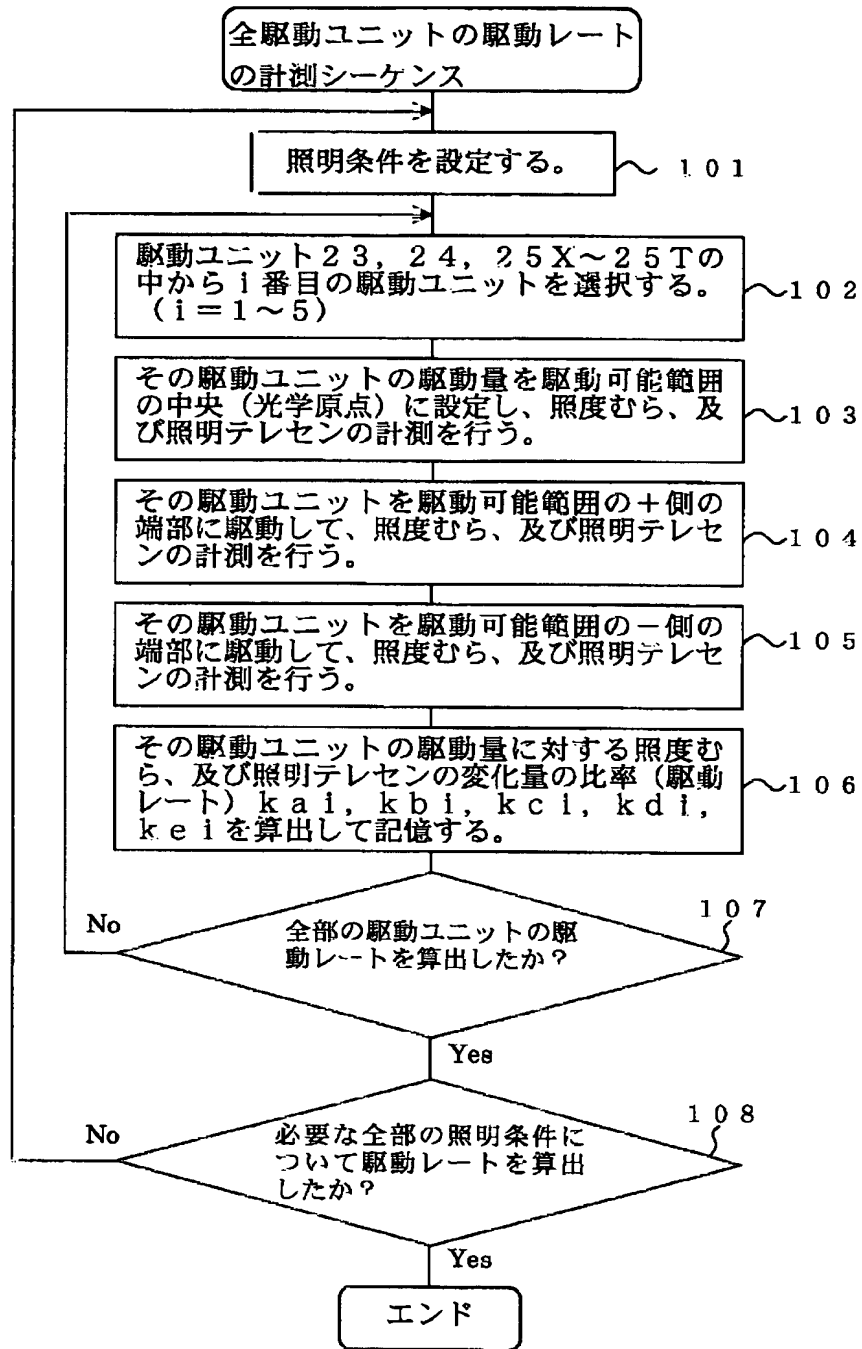 全駆動ユニットの駆動レート
の計測シーケンス
照明条件を設定する。
101
駆動ユニット23,24,25X~25Tの
中からi番目の駆動ユニットを選択する。
(i=1~5)
102
その駆動ユニットの駆動量を駆動可能範囲
の中央(光学原点)に設定し、照度むら、及
び照明テレセンの計測を行う。
103
その駆動ユニットを駆動可能範囲の+側の
端部に駆動して、照度むら、及び照明テレセ
ンの計測を行う。
104
その駆動ユニットを駆動可能範囲の-側の
端部に駆動して、照度むら、及び照明テレセ
ンの計測を行う。
105
その駆動ユニットの駆動量に対する照度む
ら、及び照明テレセンの変化量の比率(駆動
レート)kai,kbi,kci,kdi,
keiを算出して記憶する。
106
107
No
全部の駆動ユニットの駆
動レートを算出したか?
Yes
108
No
必要な全部の照明条件に
ついて駆動レートを算出
したか?
Yes
エンド